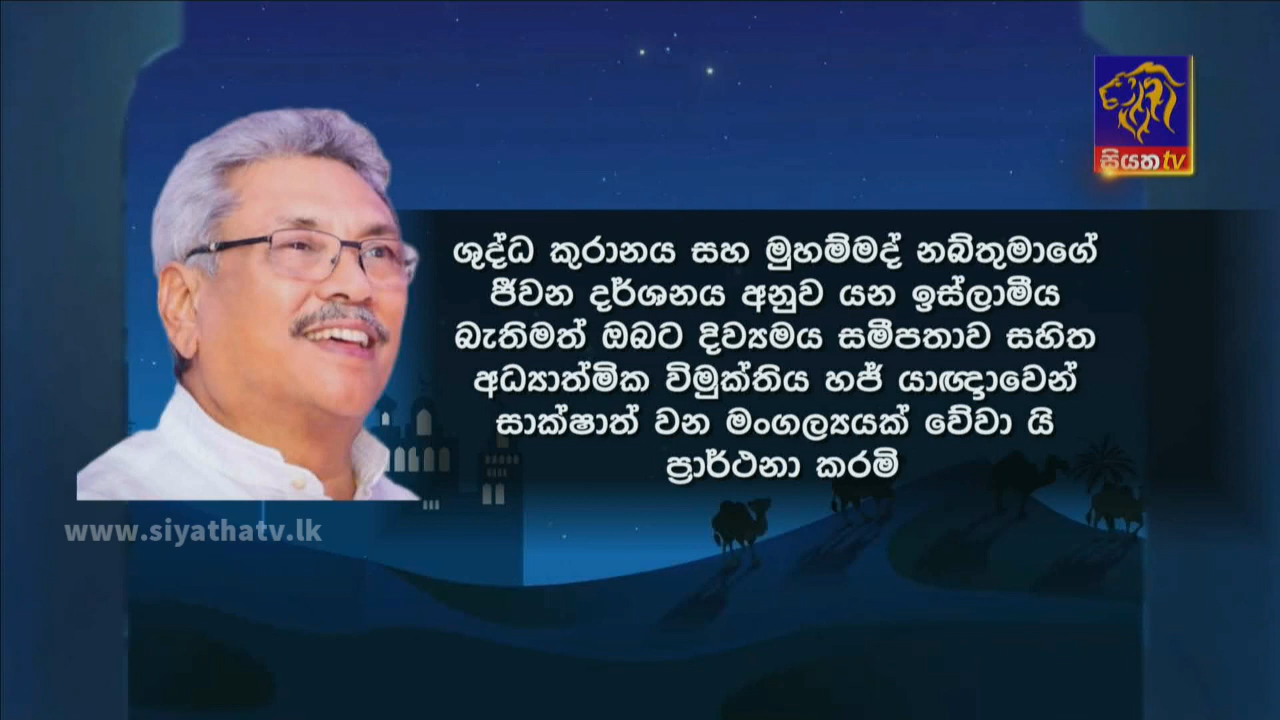 සියත tv
ශුද්ධ කුරානය සහ මුහම්මද් නබිතුමාගේ
ජීවන දර්ශනය අනුව යන ඉස්ලාමීය
බැතිමත් ඔබට දිව්‍යමය සමීපතාව සහිත
අධ්‍යාත්මික විමුක්තිය හජ් යාඥාවෙන්
සාක්ෂාත් වන මංගල්‍යයක් වේවා යි
ප්‍රාර්ථනා කරමි
www.siyathatv.lk